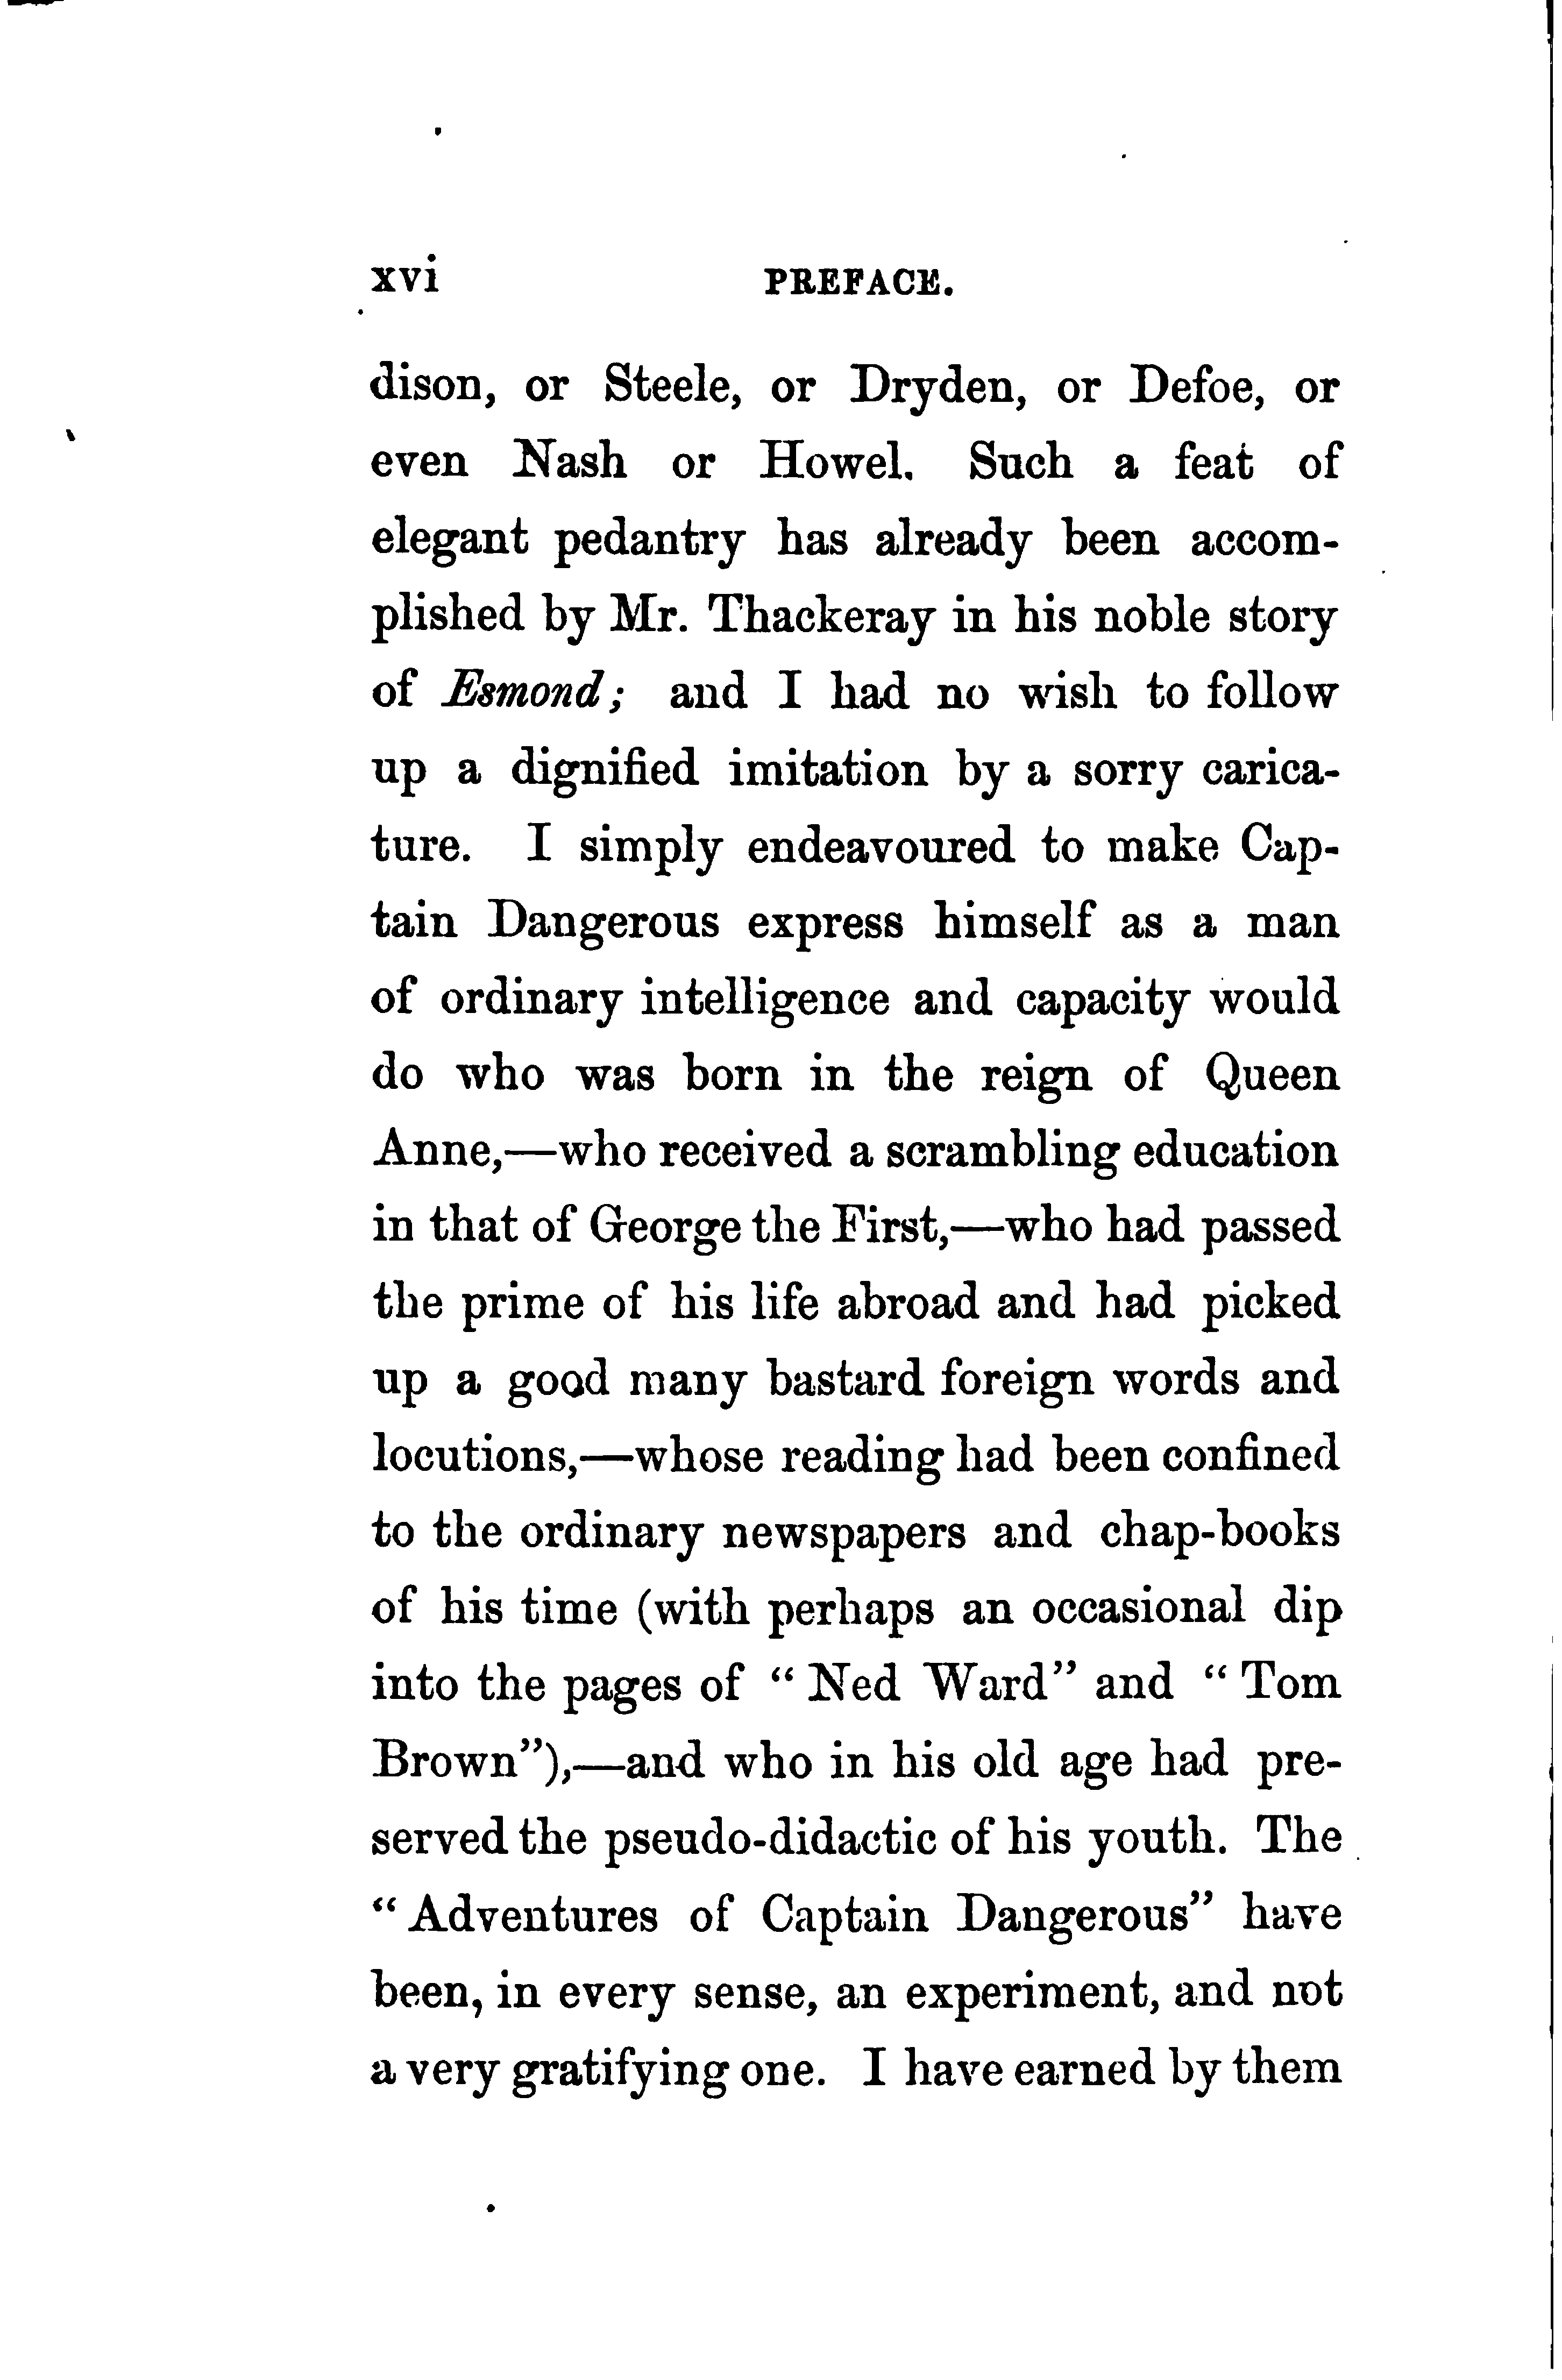 xvi PREFACE.
dison, or Steele, or Dryden, or Defoe, or
even Nash or Howel. Such a feat of
elegant pedantry has already been accom-
plished by Mr. Thackeray in his noble story
of Esmond; and I had no wish to follow
up a dignified imitation by a sorry carica-
ture. I simply endeavoured to make Cap-
tain Dangerous express himself as a man
of ordinary intelligence and capacity would
do who was born in the reign of Queen
Anne,—who received a scrambling education
in that of George the First,—who had passed
the prime of his life abroad and had picked
up a good many bastard foreign words and
locutions,—whose reading had been confined
to the ordinary newspapers and chap-books
of his time (with perhaps an occasional dip
into the pages of “Ned Ward” and “Tom
Brown”),—and who in his old age had pre-
served the pseudo-didactic of his youth. The
“Adventures of Captain Dangerous” have
been, in every sense, an experiment, and not
a very gratifying one. I have earned by them